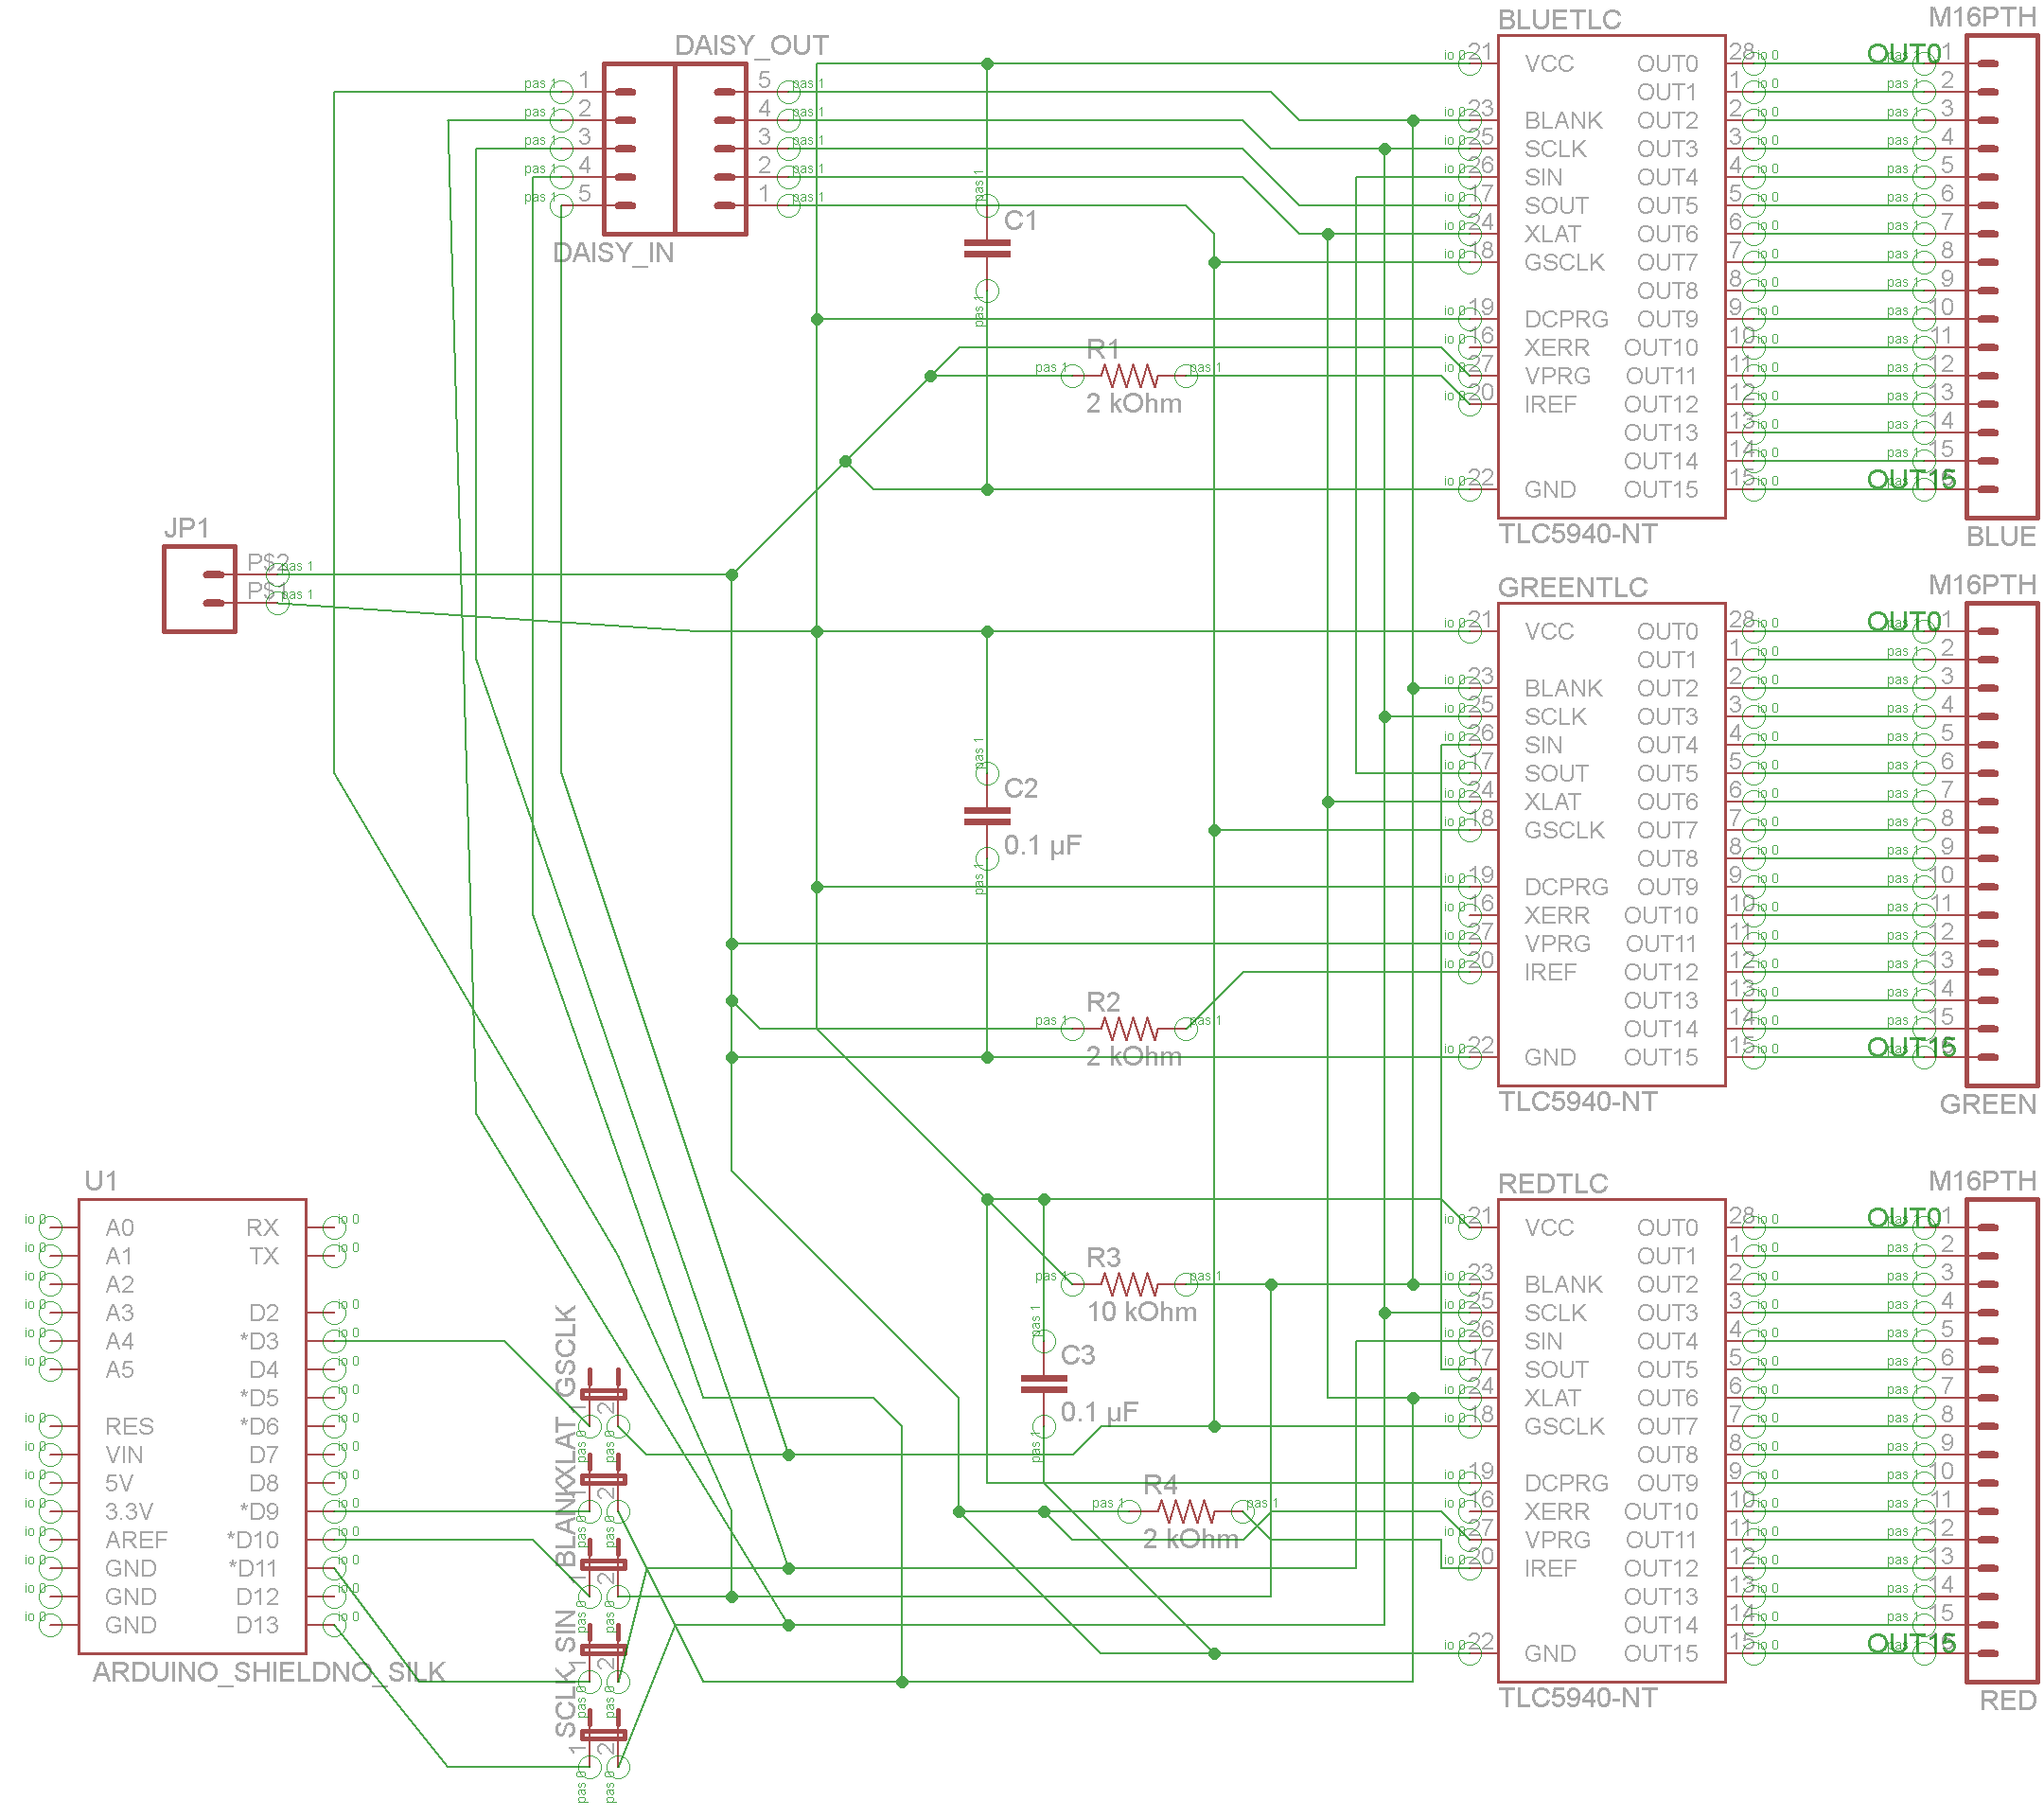 DAISY_OUT
1 5
2 4
3 3
4 2
5 1
DAISY_IN
C1
R1
2 kOhm
JP1
P$2
P$1
C2
0.1 µF
R2
2 kOhm
R3
10 kOhm
C3
0.1 µF
R4
2 kOhm
BLUETLC
21 VCC OUT0 28
OUT1 1
23 BLANK OUT2 2
25 SCLK OUT3 3
26 SIN OUT4 4
17 SOUT OUT5 5
24 XLAT OUT6 6
18 GSCLK OUT7 7
OUT8 8
19 DCPRG OUT9 9
16 XERR OUT10 10
27 VPRG OUT11 11
20 IREF OUT12 12
OUT13 13
OUT14 14
22 GND OUT15 15
TLC5940-NT
M16PTH
OUT0 1
2
3
4
5
6
7
8
9
10
11
12
13
14
15
OUT15
BLUE
GREENTLC
21 VCC OUT0 28
OUT1 1
23 BLANK OUT2 2
25 SCLK OUT3 3
26 SIN OUT4 4
17 SOUT OUT5 5
24 XLAT OUT6 6
18 GSCLK OUT7 7
OUT8 8
19 DCPRG OUT9 9
16 XERR OUT10 10
27 VPRG OUT11 11
20 IREF OUT12 12
OUT13 13
OUT14 14
22 GND OUT15 15
TLC5940-NT
M16PTH
OUT0 1
2
3
4
5
6
7
8
9
10
11
12
13
14
15
OUT15
GREEN
REDTLC
21 VCC OUT0 28
OUT1 1
23 BLANK OUT2 2
25 SCLK OUT3 3
26 SIN OUT4 4
17 SOUT OUT5 5
24 XLAT OUT6 6
18 GSCLK OUT7 7
OUT8 8
19 DCPRG OUT9 9
16 XERR OUT10 10
27 VPRG OUT11 11
20 IREF OUT12 12
OUT13 13
OUT14 14
22 GND OUT15 15
TLC5940-NT
M16PTH
OUT0 1
2
3
4
5
6
7
8
9
10
11
12
13
14
15
OUT15
RED
U1
A0 RX
A1 TX
A2
A3 D2
A4 *D3
A5 D4
*D5
RES *D6
VIN D7
5V D8
3.3V *D9
AREF *D10
GND *D11
GND D12
GND D13
ARDUINO_SHIELDNO_SILK
GSCLK
1 2
XLAT
1 2
BLANK
1 2
SIN
1 2
SCLK
1 2